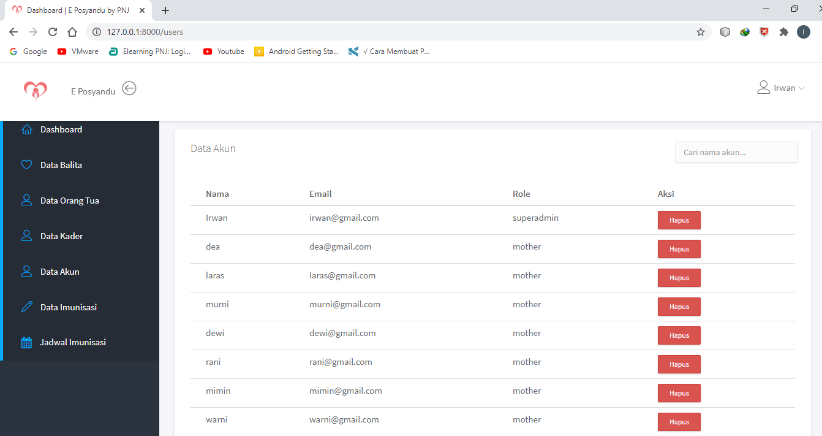 Dashboard | E Posyandu by PNJ
127.0.0.1:8000/users
Google VMware Elearning PNJ: Logi... Youtube Android Getting Sta... √ Cara Membuat P...
E Posyandu Irwan
Dashboard
Data Balita
Data Orang Tua
Data Kader
Data Akun
Data Imunisasi
Jadwal Imunisasi
Data Akun Cari nama akun...
Nama Email Role Aksi
Irwan irwan@gmail.com superadmin Hapus
dea dea@gmail.com mother Hapus
laras laras@gmail.com mother Hapus
murni murni@gmail.com mother Hapus
dewi dewi@gmail.com mother Hapus
rani rani@gmail.com mother Hapus
mimin mimin@gmail.com mother Hapus
warni warni@gmail.com mother Hapus